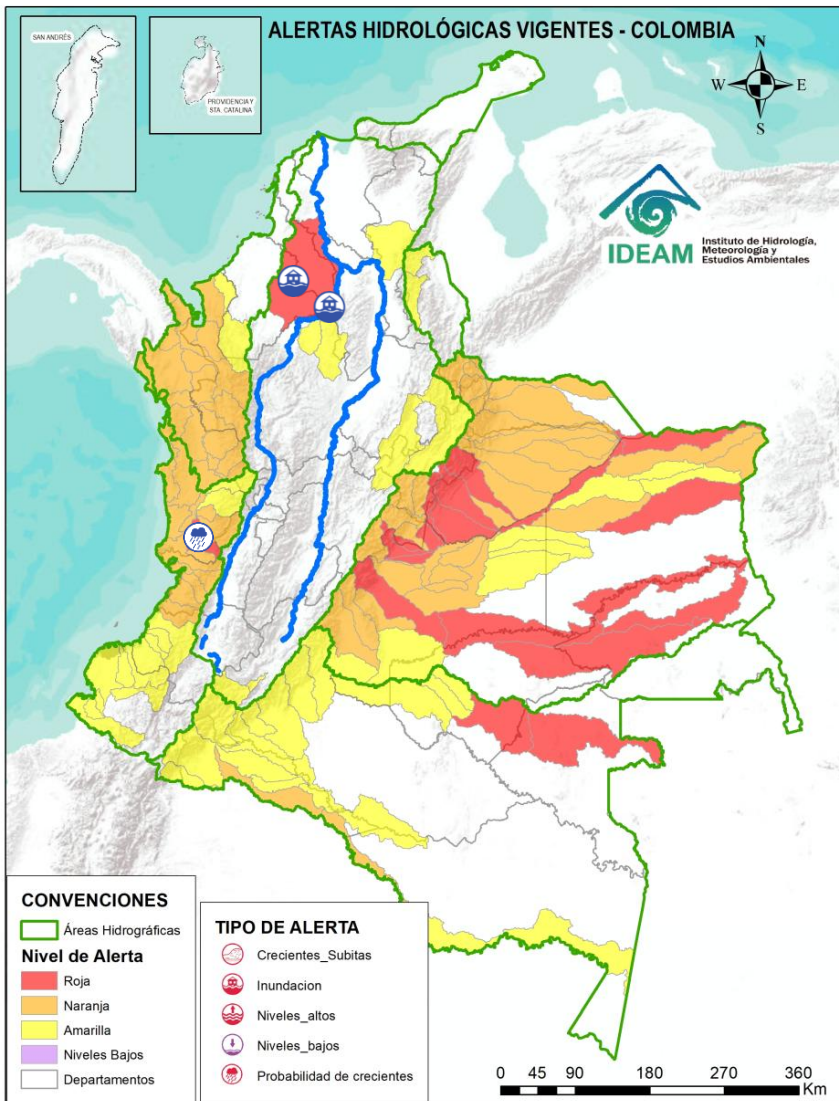 ALERTAS HIDROLÓGICAS VIGENTES - COLOMBIA
SAN ANDRÉS
PROVIDENCIA Y
STA. CATALINA
N
W
E
S
IDEAM
Instituto de Hidrología,
Meteorología y
Estudios Ambientales
CONVENCIONES
Áreas Hidrográficas
Nivel de Alerta
Roja
Naranja
Amarilla
Niveles Bajos
Departamentos
TIPO DE ALERTA
Crecientes_Subitas
Inundacion
Niveles_altos
Niveles_bajos
Probabilidad de crecientes
0 45 90 180 270 360
Km